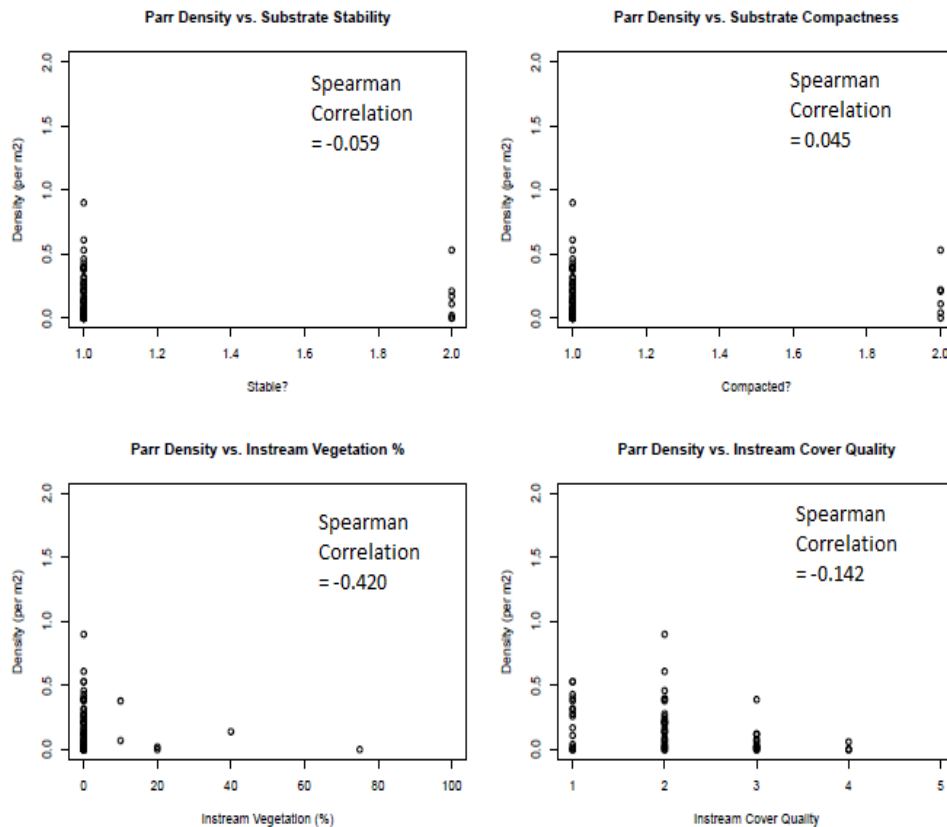 Parr Density vs. Substrate Stability
Density (per m2)
2.0
1.5
1.0
0.5
0.0
Spearman
Correlation
= -0.059
1.0 1.2 1.4 1.6 1.8 2.0
Stable?
Parr Density vs. Substrate Compactness
Density (per m2)
2.0
1.5
1.0
0.5
0.0
Spearman
Correlation
= 0.045
1.0 1.2 1.4 1.6 1.8 2.0
Compacted?
Parr Density vs. Instream Vegetation %
Density (per m2)
2.0
1.5
1.0
0.5
0.0
Spearman
Correlation
= -0.420
0 20 40 60 80 100
Instream Vegetation (%)
Parr Density vs. Instream Cover Quality
Density (per m2)
2.0
1.5
1.0
0.5
0.0
Spearman
Correlation
= -0.142
1 2 3 4 5
Instream Cover Quality